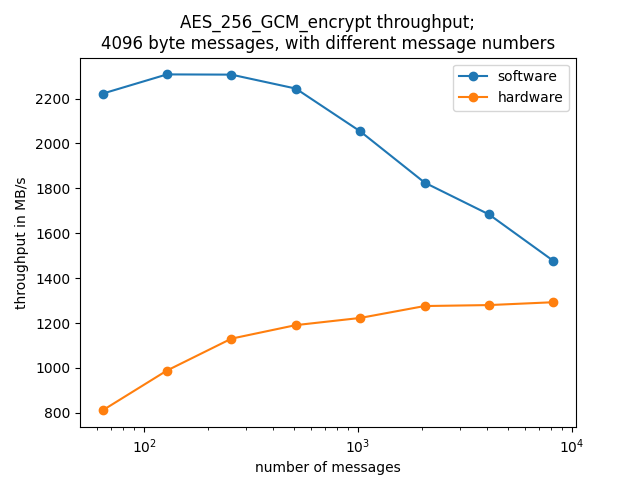 AES_256_GCM_encrypt throughput;
4096 byte messages, with different message numbers
software
hardware
throughput in MB/s
2200
2000
1800
1600
1400
1200
1000
800
10²
10³
10⁴
number of messages